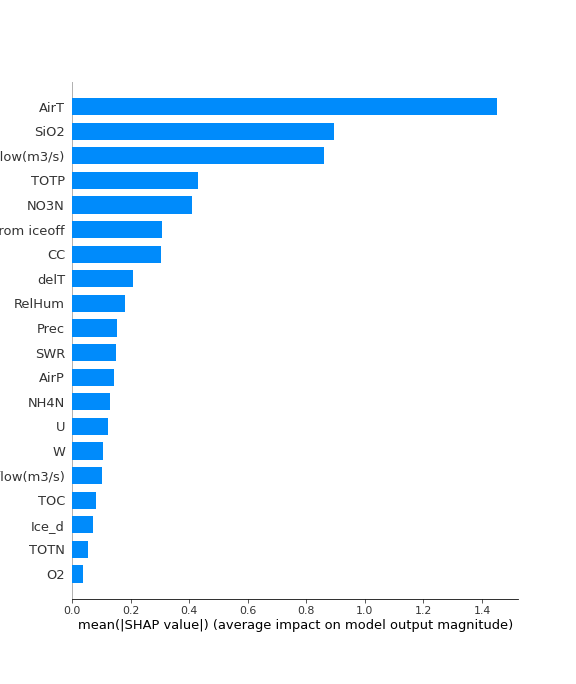 AirT
SiO2
low(m3/s)
TOTP
NO3N
rom iceoff
CC
delT
RelHum
Prec
SWR
AirP
NH4N
U
W
flow(m3/s)
TOC
Ice_d
TOTN
O2
0.0 0.2 0.4 0.6 0.8 1.0 1.2 1.4
mean(|SHAP value|) (average impact on model output magnitude)